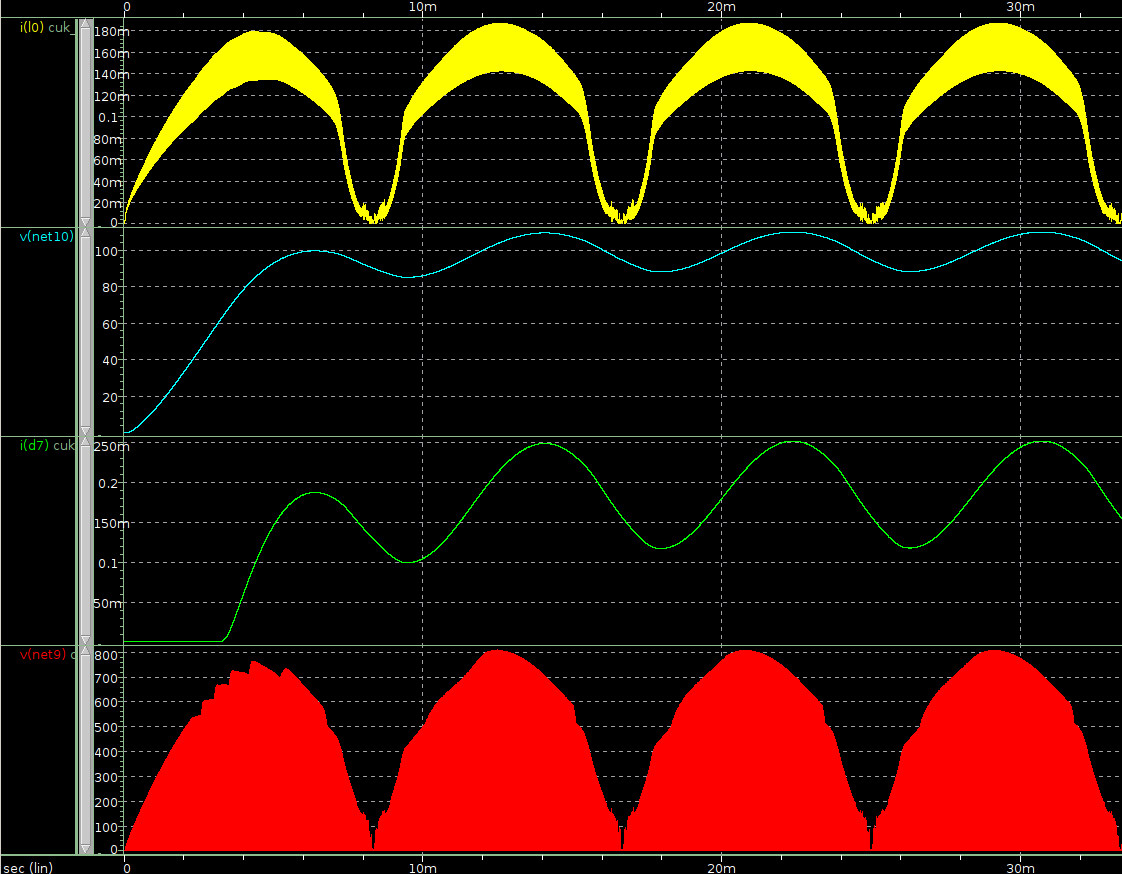 0 10m 20m 30m
i(l0) cuk_
180m
160m
140m
120m
0.1
80m
60m
40m
20m
0
v(net10)
100
80
60
40
20
i(d7) cuk
250m
0.2
150m
0.1
50m
v(net9) c
800
700
600
500
400
300
200
100
0
sec (lin) 0 10m 20m 30m